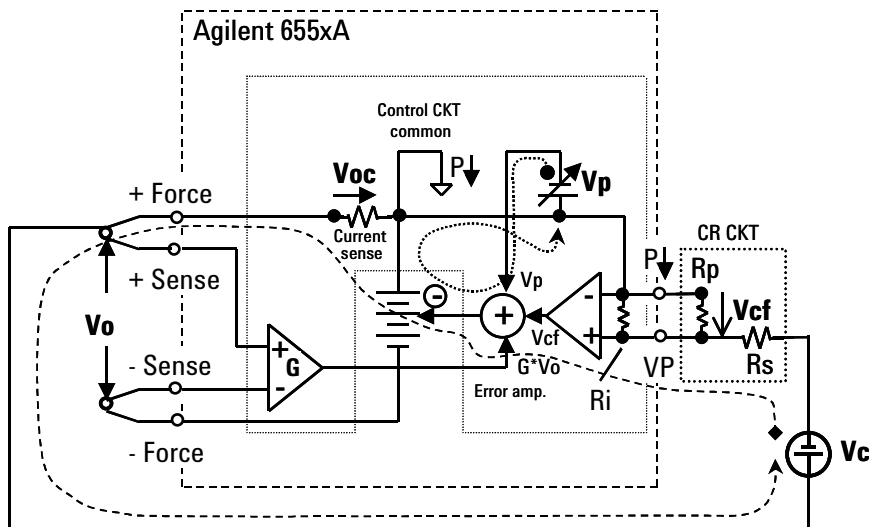 Agilent 655xA
Control CKT
common
P
Voc
Vp
+ Force
Current
sense
CR CKT
P
Rp
+ Sense
-
Vp
-
Vcf
Vo
+
+
Vcf
+
G
-
G*Vo
VP
Rs
- Sense
Error amp.
Ri
- Force
Vc